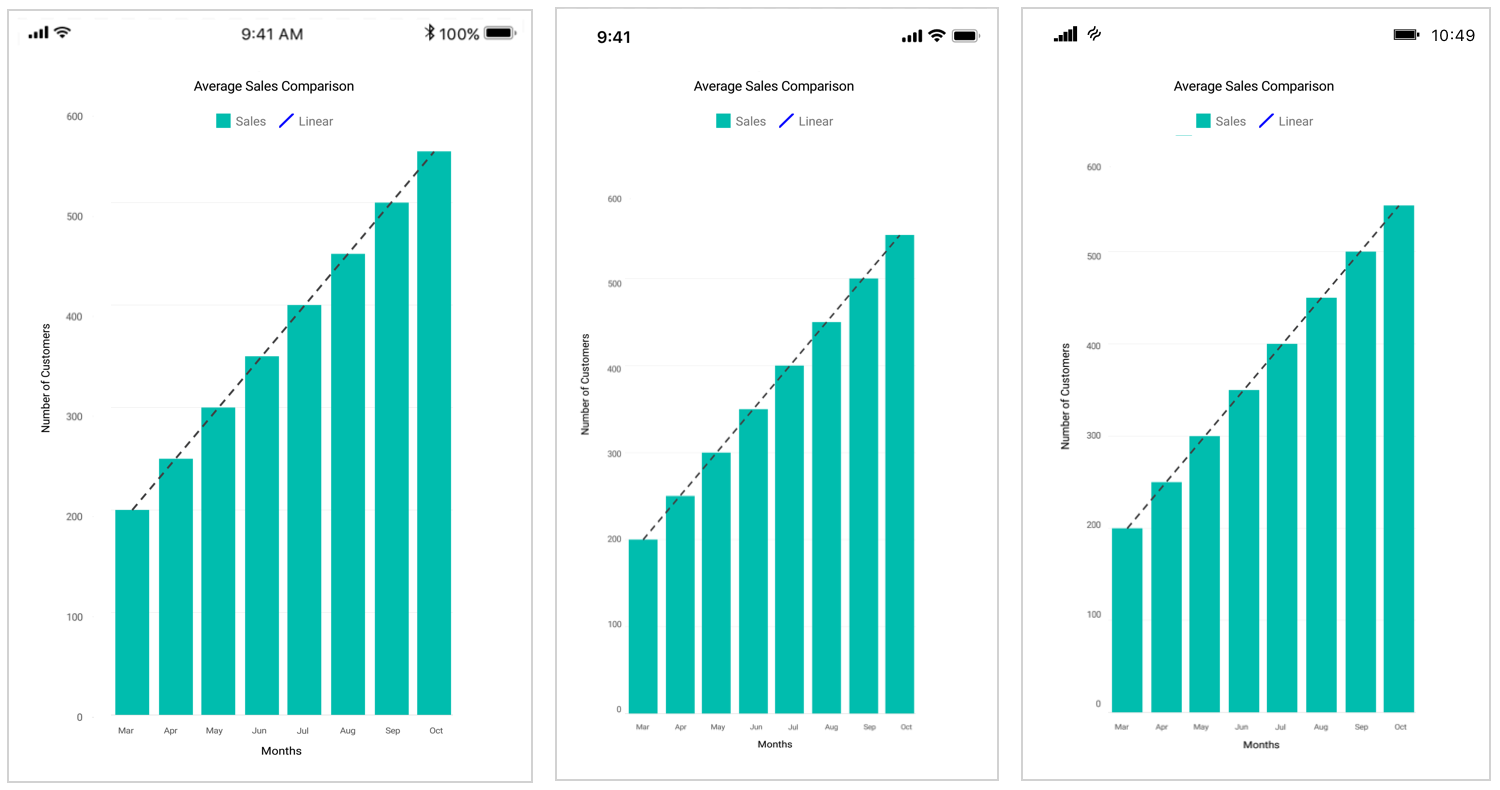 9:41 AM 100%
Average Sales Comparison
Sales Linear
600
500
400
300
200
100
0
Number of Customers
Mar Apr May Jun Jul Aug Sep Oct
Months
9:41
Average Sales Comparison
Sales Linear
600
500
400
300
200
100
0
Number of Customers
Mar Apr May Jun Jul Aug Sep Oct
Months
10:49
Average Sales Comparison
Sales Linear
600
500
400
300
200
100
0
Number of Customers
Mar Apr May Jun Jul Aug Sep Oct
Months